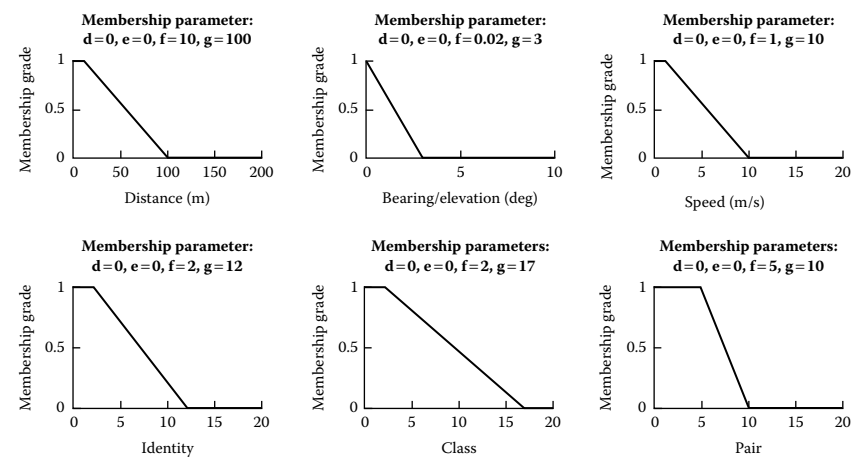 Membership parameter:
d=0, e=0, f=10, g=100
Membership grade
1
0.5
0
0 50 100 150 200
Distance (m)
Membership parameter:
d=0, e=0, f=0.02, g=3
Membership grade
1
0.5
0
0 5 10
Bearing/elevation (deg)
Membership parameter:
d=0, e=0, f=1, g=10
Membership grade
1
0.5
0
0 5 10 15 20
Speed (m/s)
Membership parameter:
d=0, e=0, f=2, g=12
Membership grade
1
0.5
0
0 5 10 15 20
Identity
Membership parameters:
d=0, e=0, f=2, g=17
Membership grade
1
0.5
0
0 5 10 15 20
Class
Membership parameters:
d=0, e=0, f=5, g=10
Membership grade
1
0.5
0
0 5 10 15 20
Pair